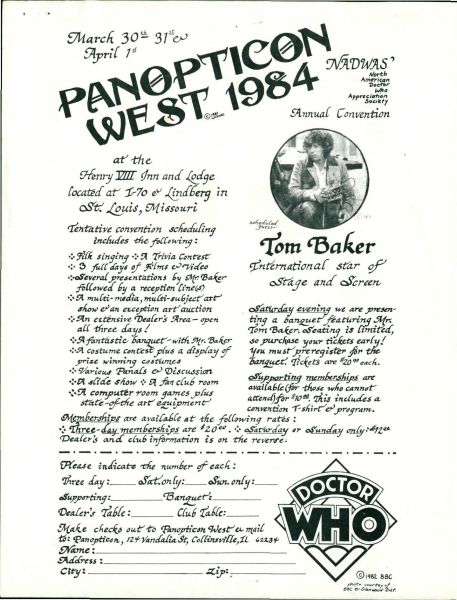 March 30th 31st &
April 1st
PANOPTICON
WEST 1984
NADWAS'
North
American
Doctor
Who
Appreciation
Society
Annual Convention
at the
Henry VIII Inn and Lodge
located at I-70 & Lindberg in
St. Louis, Missouri
Tentative convention scheduling
includes the following:
Filk singing A Trivia Contest
3 full days of Films & Video
Several presentations by Mr. Baker
followed by a reception line(s)
A multi-media, multi-subject art
show & an exception art auction
An extensive Dealer's Area - open
all three days!
A fantastic banquet - with Mr. Baker
A costume contest plus a display of
prize winning costumes
Various Panals & Discussion
A slide show A fan club room
A computer room games plus
state-of-the art equipment
scheduled
guest
Tom Baker
International star of
Stage and Screen
Saturday evening we are presen-
ting a banquet featuring Mr.
Tom Baker. Seating is limited,
so purchase your tickets early!
You must preregister for the
banquet. Tickets are $20.00 each.
Supporting memberships are
available (for those who cannot
attend) for $10.00. This includes a
convention T-shirt & program.
Memberships are available at the following rates:
Three-day memberships are $20.00. Saturday or Sunday only: $12.00
Dealer's and club information is on the reverse.
Please indicate the number of each:
Three day: Sat. only: Sun. only:
Supporting: Banquet:
Dealer's Table: Club Table:
Make checks out to Panopticon West & mail
to: Panopticon, 124 Vandalia St, Collinsville, IL 62234
Name:
Address:
City: Zip:
DOCTOR
WHO
© 1982 BBC
photo courtesy of
BBC &